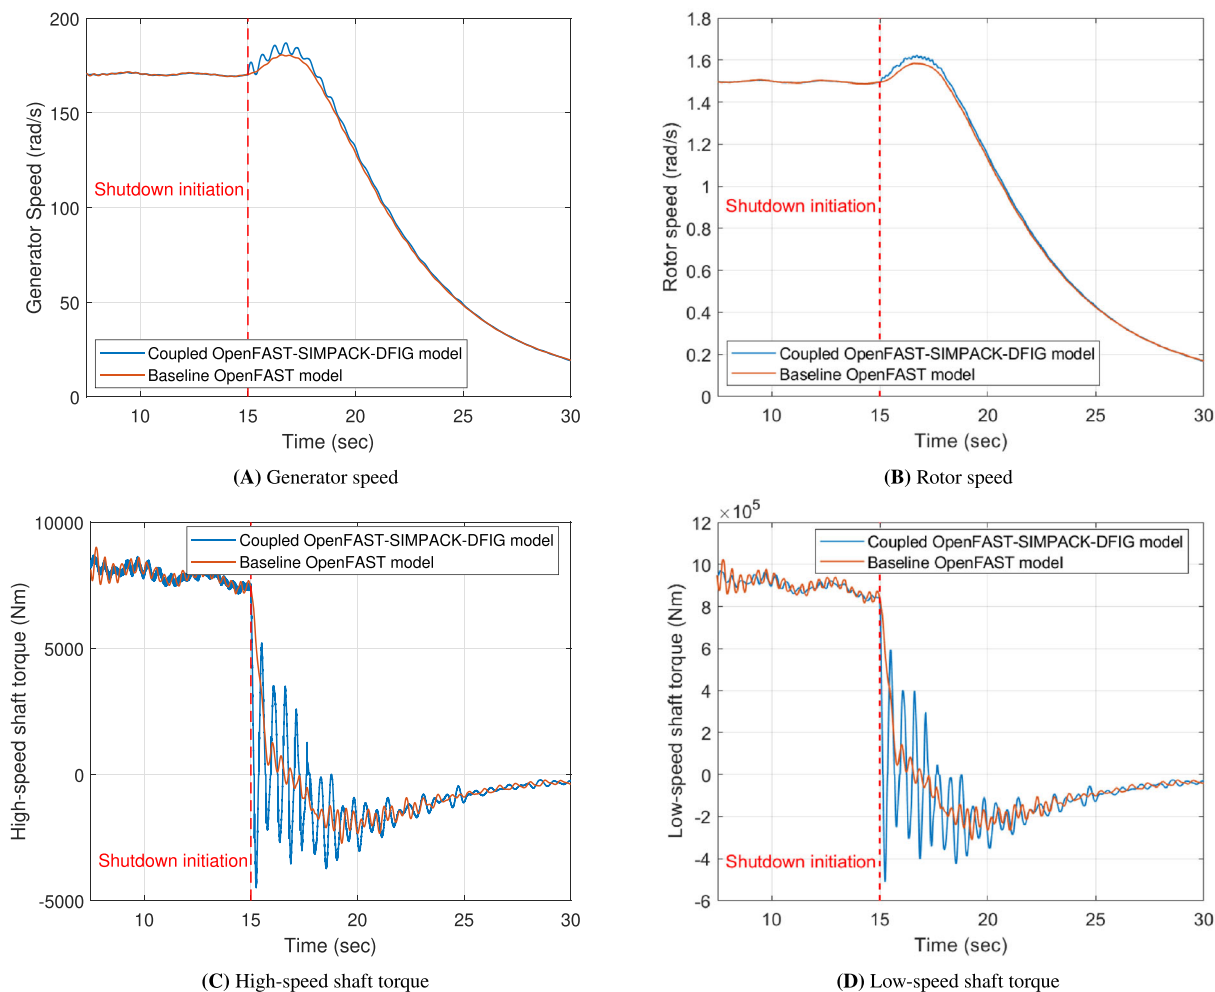 200
150
100
50
0
Generator Speed (rad/s)
Shutdown initiation
Coupled OpenFAST-SIMPACK-DFIG model
Baseline OpenFAST model
10 15 20 25 30
Time (sec)
(A) Generator speed
1.8
1.6
1.4
1.2
1
0.8
0.6
0.4
0.2
0
Rotor speed (rad/s)
Shutdown initiation
Coupled OpenFAST-SIMPACK-DFIG model
Baseline OpenFAST model
10 15 20 25 30
Time (sec)
(B) Rotor speed
10000
5000
0
-5000
High-speed shaft torque (Nm)
Coupled OpenFAST-SIMPACK-DFIG model
Baseline OpenFAST model
Shutdown initiation
10 15 20 25 30
Time (sec)
(C) High-speed shaft torque
×10⁵
12
10
8
6
4
2
0
-2
-4
-6
Low-speed shaft torque (Nm)
Coupled OpenFAST-SIMPACK-DFIG model
Baseline OpenFAST model
Shutdown initiation
10 15 20 25 30
Time (sec)
(D) Low-speed shaft torque